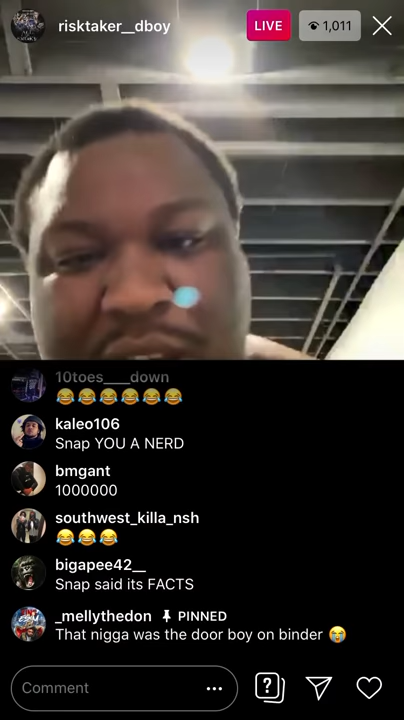 risktaker__dboy LIVE 1,011
10toes____down
😂😂😂😂😂😂
kaleo106
Snap YOU A NERD
bmgant
1000000
southwest_killa_nsh
😂😂😂
bigapee42__
Snap said its FACTS
_mellythedon PINNED
That nigga was the door boy on binder 😭
Comment